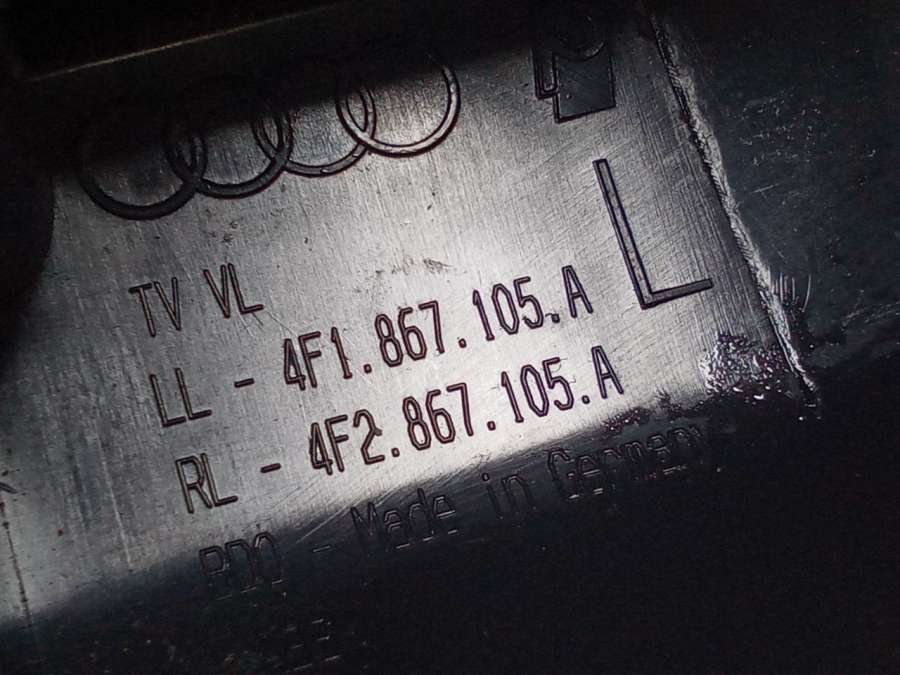 L
TV VL
LL - 4F1.867.105.A
RL - 4F2.867.105.A
- Made in Germany